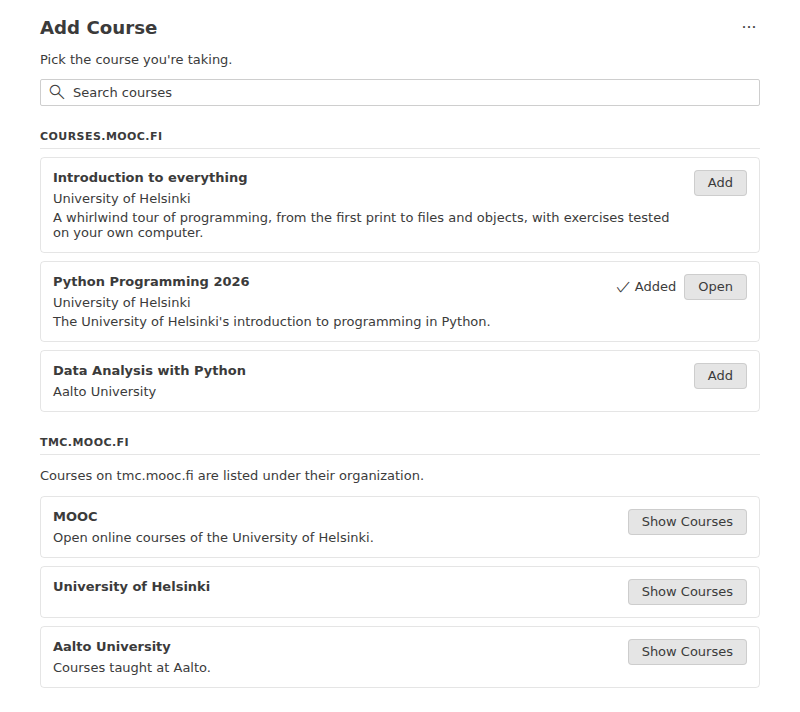 Add Course
Pick the course you're taking.
Search courses
COURSES.MOOC.FI
Introduction to everything
Add
University of Helsinki
A whirlwind tour of programming, from the first print to files and objects, with exercises tested
on your own computer.
Python Programming 2026
Added
Open
University of Helsinki
The University of Helsinki's introduction to programming in Python.
Data Analysis with Python
Add
Aalto University
TMC.MOOC.FI
Courses on tmc.mooc.fi are listed under their organization.
MOOC
Show Courses
Open online courses of the University of Helsinki.
University of Helsinki
Show Courses
Aalto University
Show Courses
Courses taught at Aalto.